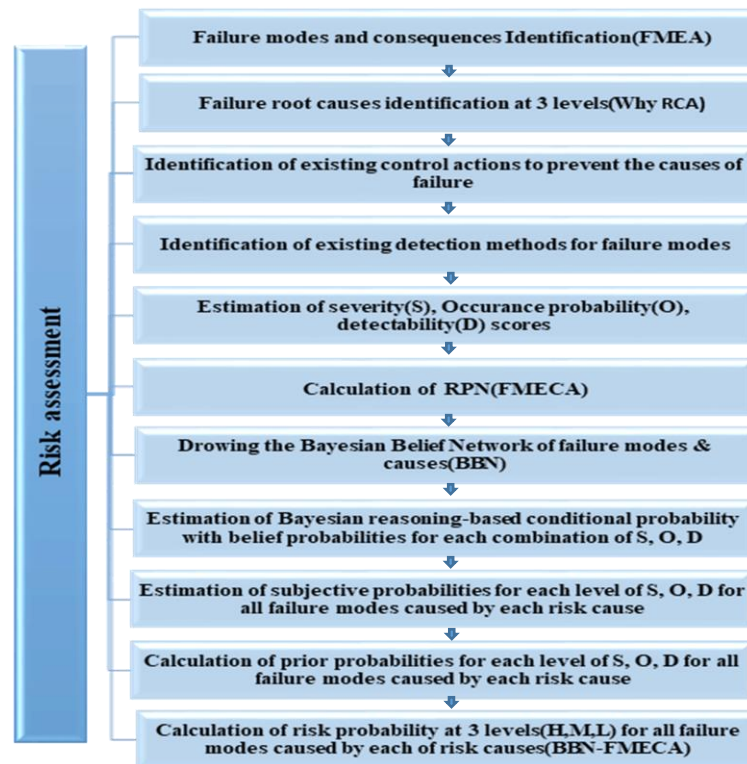 Risk assessment
Failure modes and consequences Identification(FMEA)
Failure root causes identification at 3 levels(Why RCA)
Identification of existing control actions to prevent the causes of
failure
Identification of existing detection methods for failure modes
Estimation of severity(S), Occurance probability(O),
detectability(D) scores
Calculation of RPN(FMECA)
Drowing the Bayesian Belief Network of failure modes &
causes(BBN)
Estimation of Bayesian reasoning-based conditional probability
with belief probabilities for each combination of S, O, D
Estimation of subjective probabilities for each level of S, O, D for
all failure modes caused by each risk cause
Calculation of prior probabilities for each level of S, O, D for all
failure modes caused by each risk cause
Calculation of risk probability at 3 levels(H,M,L) for all failure
modes caused by each of risk causes(BBN-FMECA)